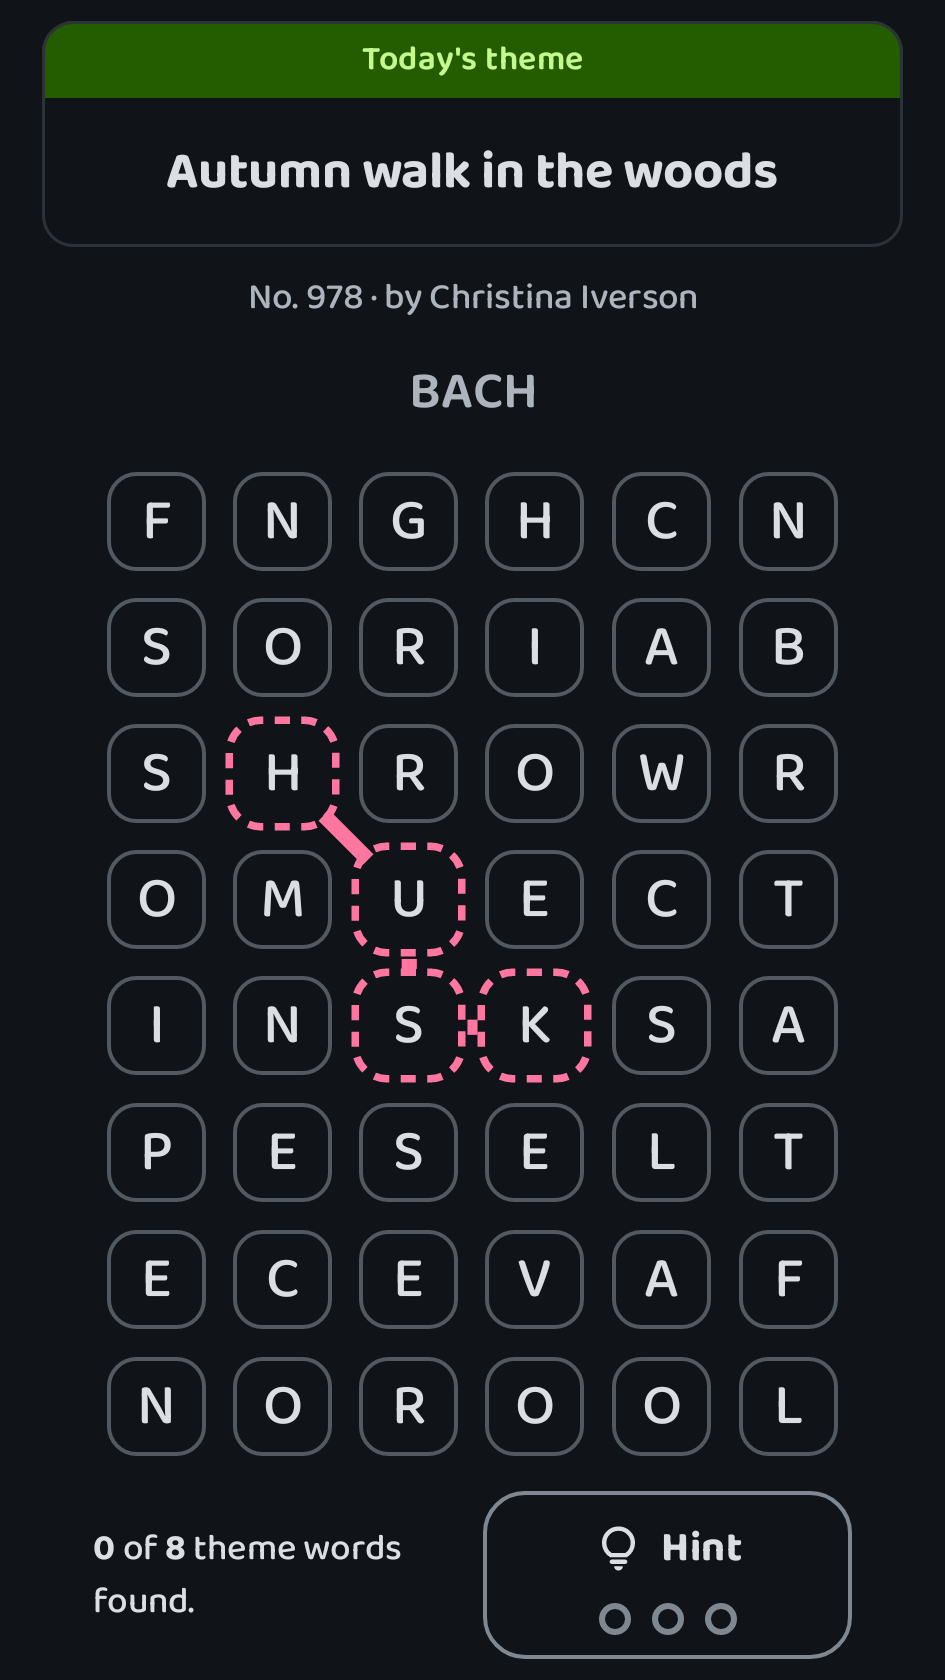 Today's theme
Autumn walk in the woods
No. 978 · by Christina Iverson
BACH
F N G H C N
S O R I A B
S H R O W R
O M U E C T
I N S K S A
P E S E L T
E C E V A F
N O R O O L
0 of 8 theme words
found.
Hint